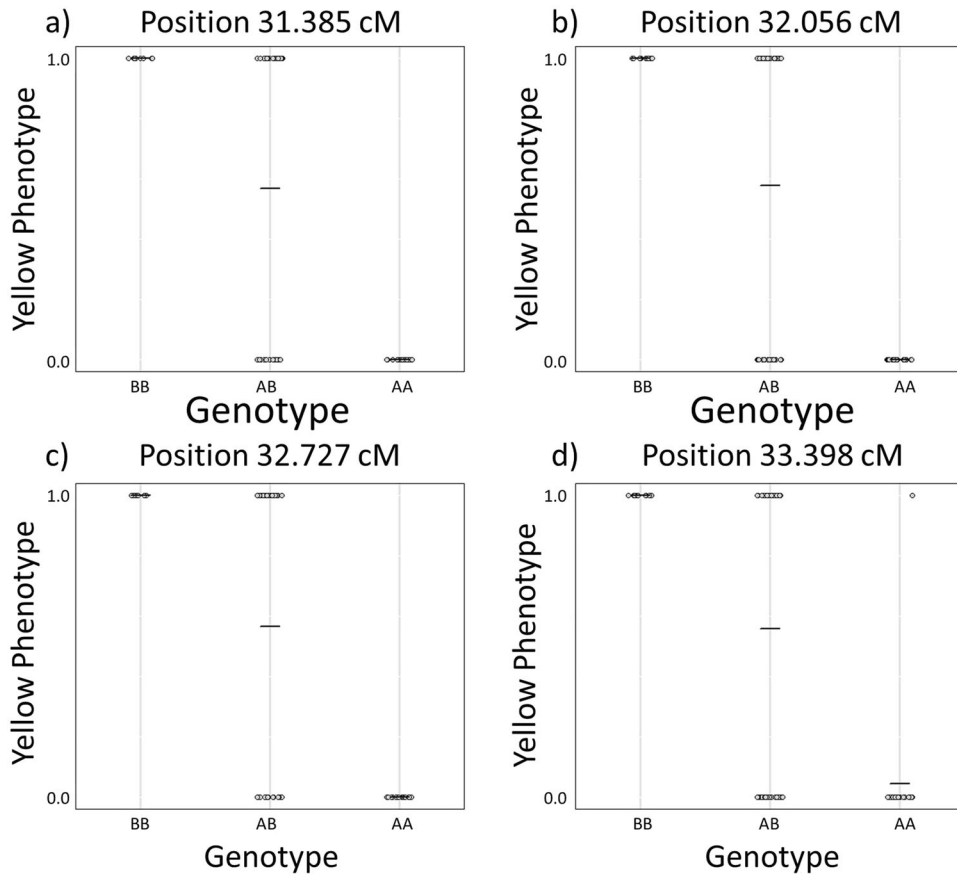 a) Position 31.385 cM
1.0
Yellow Phenotype
0.0
BB AB AA
Genotype
b) Position 32.056 cM
1.0
Yellow Phenotype
0.0
BB AB AA
Genotype
c) Position 32.727 cM
1.0
Yellow Phenotype
0.0
BB AB AA
Genotype
d) Position 33.398 cM
1.0
Yellow Phenotype
0.0
BB AB AA
Genotype